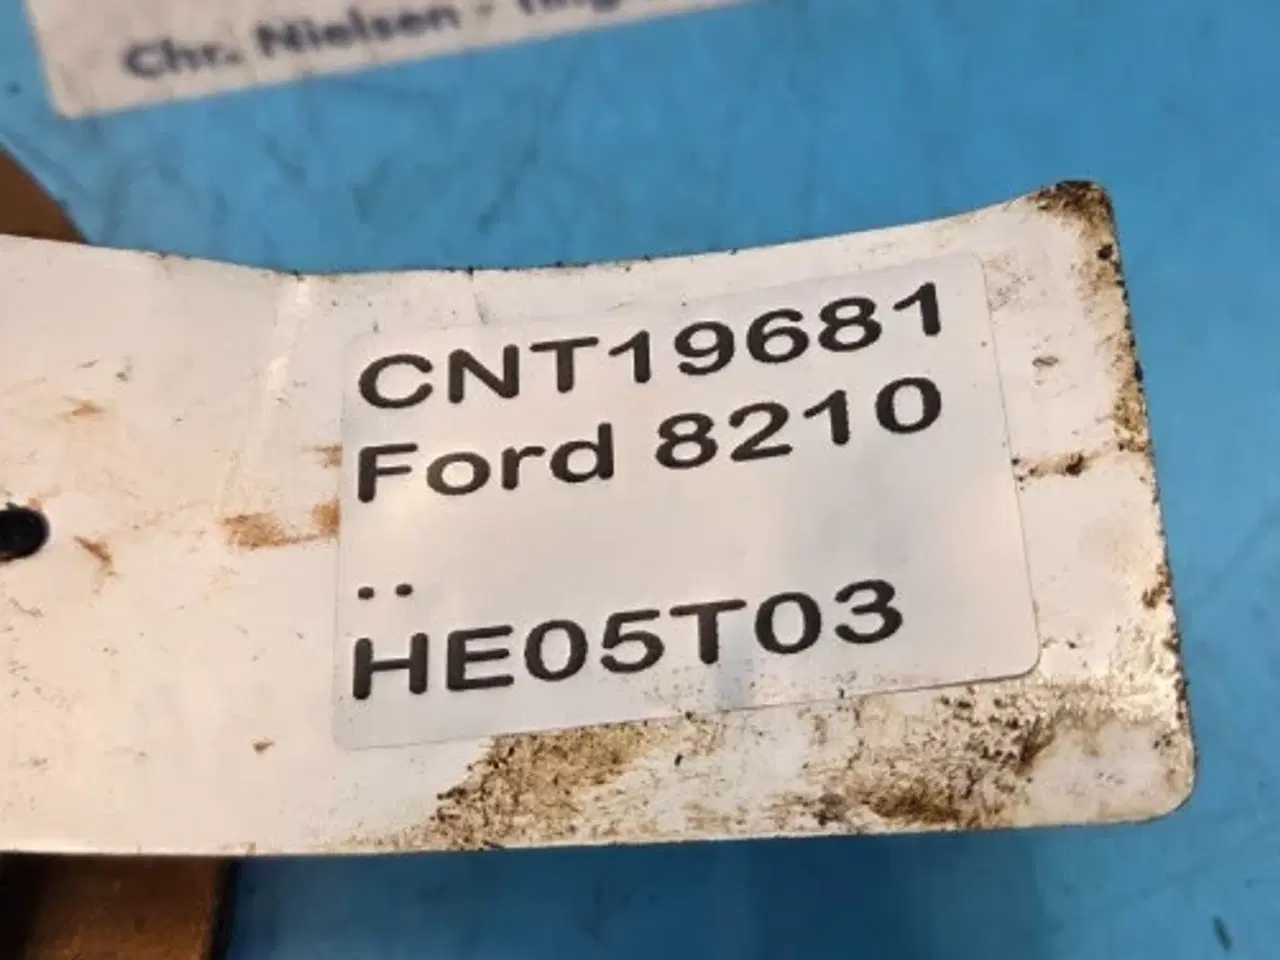 Chr. Nielsen -
CNT19681
Ford 8210
..
HE05T03